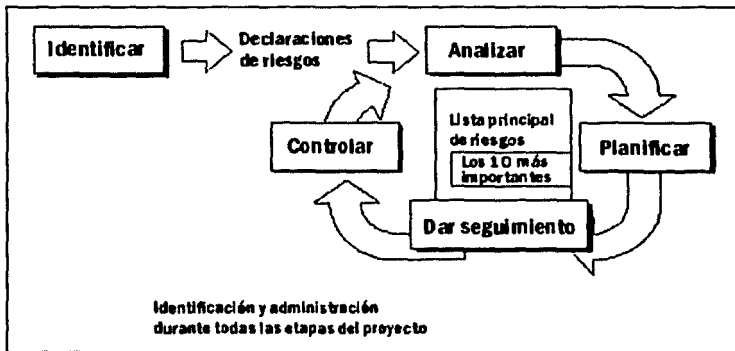 Identificar
Declaraciones
de riesgos
Analizar
Controlar
Lista principal
de riesgos
Los 10 más
importantes
Planificar
Dar seguimiento
Identificación y administración
durante todas las etapas del proyecto